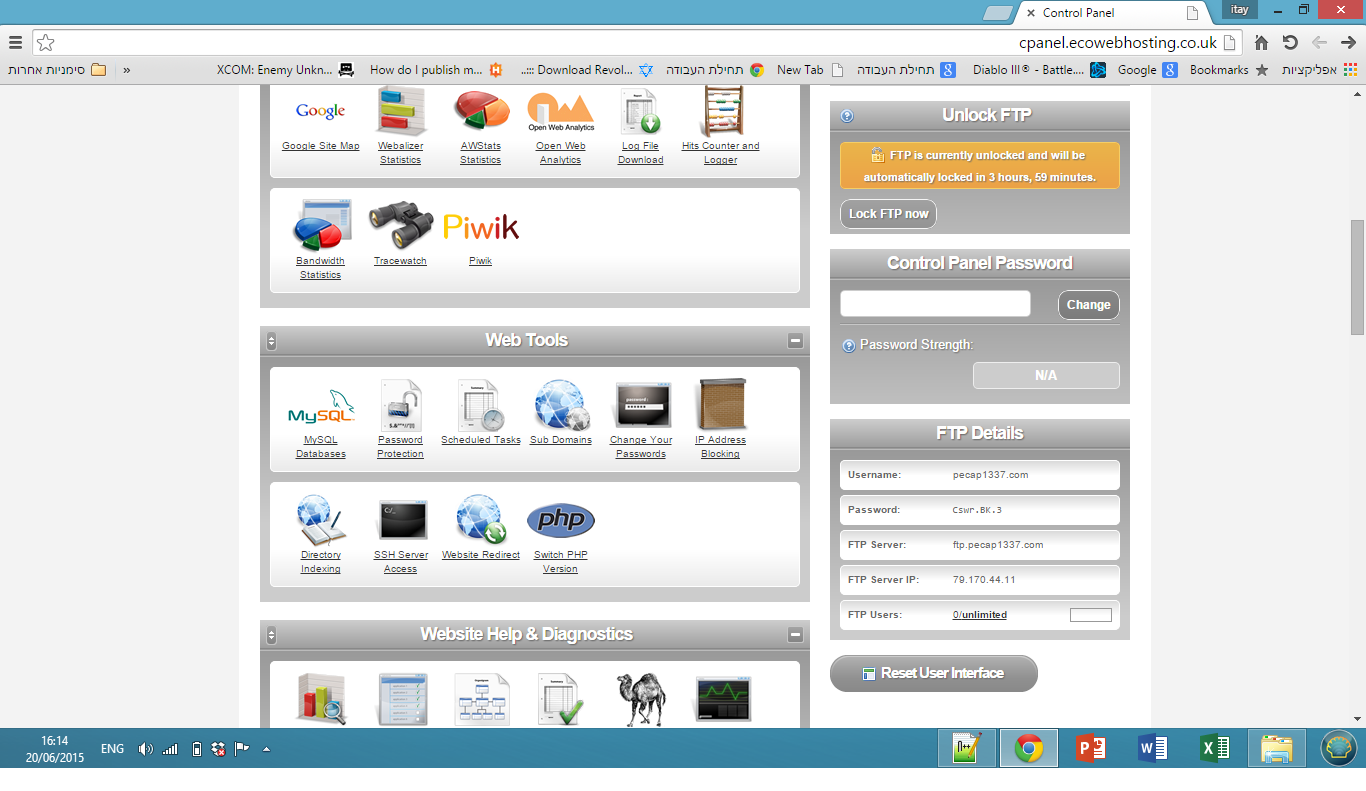 itay
Control Panel
cpanel.ecowebhosting.co.uk
סימניות אחרות
»
XCOM: Enemy Unkn...
How do I publish m...
..::: Download Revol...
תחילת העבודה
New Tab
תחילת העבודה
Diablo III® - Battle....
Google
Bookmarks
אפליקציות
Google
Google Site Map
Webalizer
Statistics
AWStats
Statistics
Open Web Analytics
Open Web
Analytics
Log File
Download
Hits Counter and
Logger
Bandwidth
Statistics
Tracewatch
Piwik
Piwik
Web Tools
MySQL
MySQL
Databases
Password
Protection
Scheduled Tasks
Sub Domains
password :
Change Your
Passwords
IP Address
Blocking
Directory
Indexing
C:/_
SSH Server
Access
Website Redirect
php
Switch PHP
Version
Website Help & Diagnostics
Unlock FTP
FTP is currently unlocked and will be
automatically locked in 3 hours, 59 minutes.
Lock FTP now
Control Panel Password
Change
Password Strength:
N/A
FTP Details
Username: pecap1337.com
Password: Cswr.BK.3
FTP Server: ftp.pecap1337.com
FTP Server IP: 79.170.44.11
FTP Users: 0/unlimited
Reset User Interface
16:14
20/06/2015
ENG